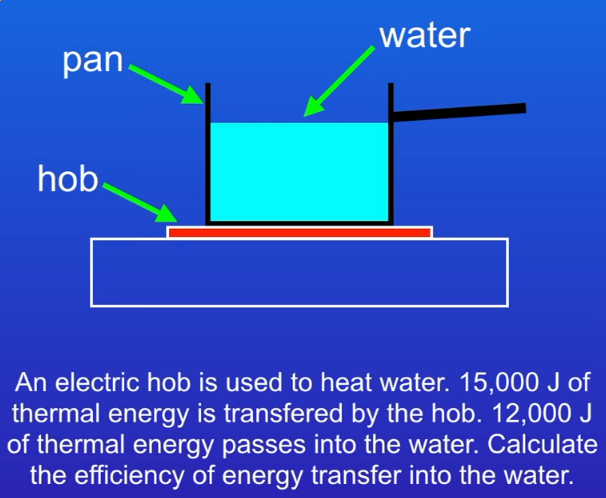 water
pan
hob
An electric hob is used to heat water. 15,000 J of
thermal energy is transfered by the hob. 12,000 J
of thermal energy passes into the water. Calculate
the efficiency of energy transfer into the water.